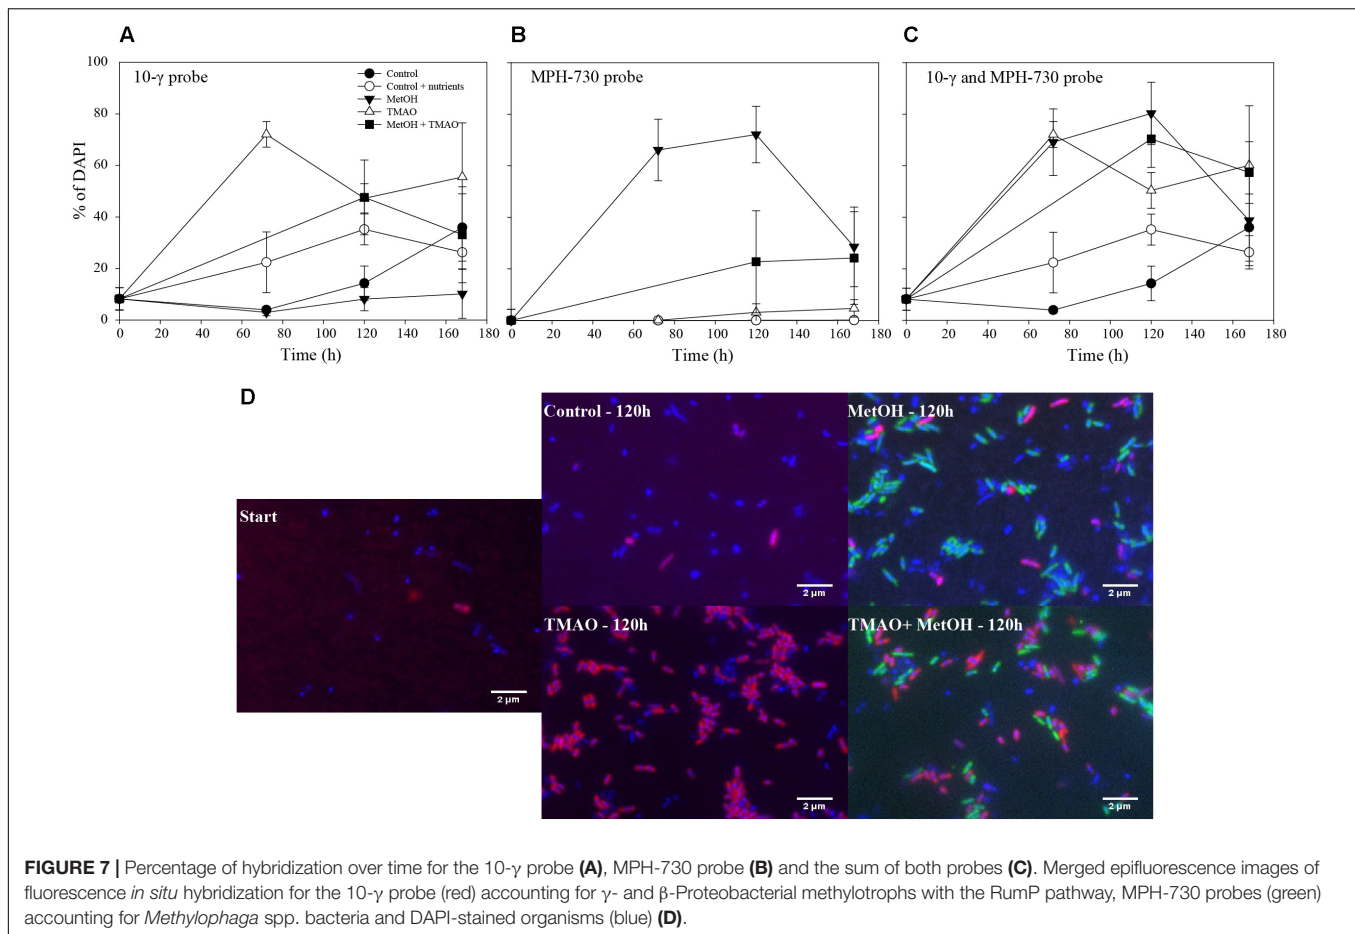 A
B
C
100
80
60
40
20
0
% of DAPI
10-γ probe
Control
Control + nutrients
MetOH
TMAO
MetOH + TMAO
0 20 40 60 80 100 120 140 160 180
Time (h)
MPH-730 probe
0 20 40 60 80 100 120 140 160 180
Time (h)
10-γ and MPH-730 probe
0 20 40 60 80 100 120 140 160 180
Time (h)
D
Start
2 µm
Control - 120h
2 µm
MetOH - 120h
2 µm
TMAO - 120h
2 µm
TMAO+ MetOH - 120h
2 µm
FIGURE 7 | Percentage of hybridization over time for the 10-γ probe (A), MPH-730 probe (B) and the sum of both probes (C). Merged epifluorescence images of
fluorescence in situ hybridization for the 10-γ probe (red) accounting for γ- and β-Proteobacterial methylotrophs with the RumP pathway, MPH-730 probes (green)
accounting for Methylophaga spp. bacteria and DAPI-stained organisms (blue) (D).